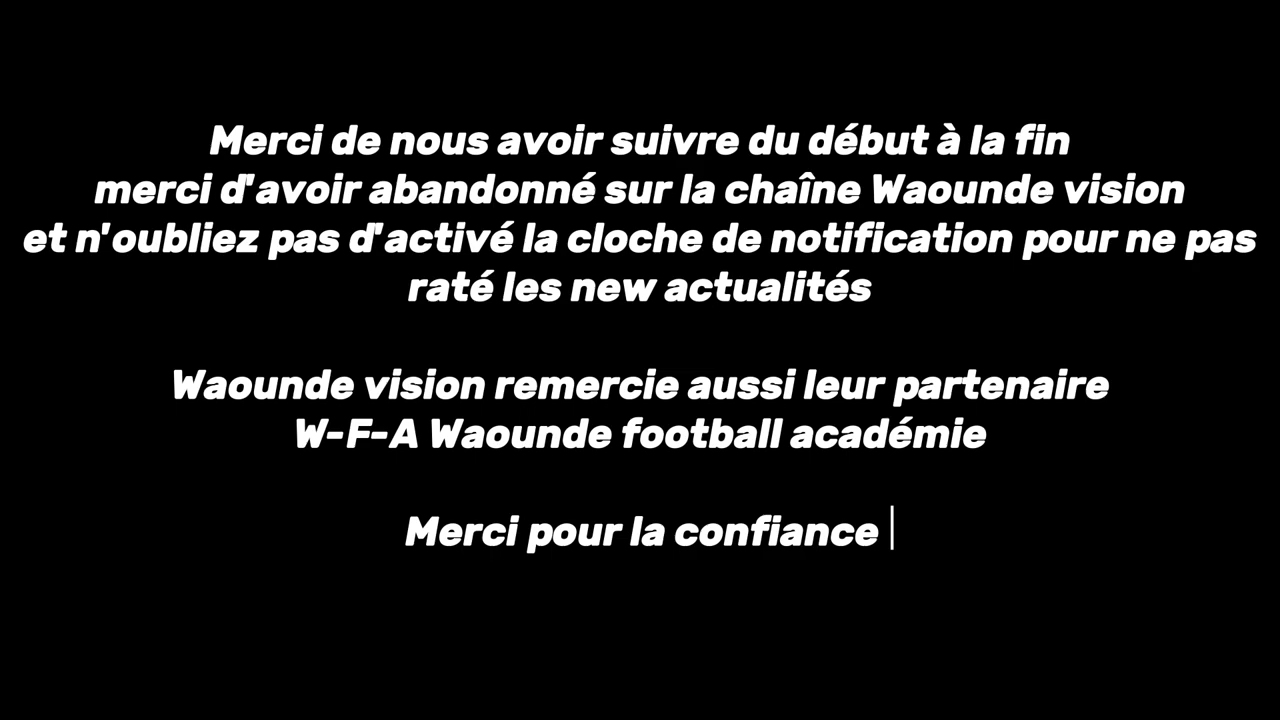 Merci de nous avoir suivre du début à la fin
merci d'avoir abandonné sur la chaîne Waounde vision
et n'oubliez pas d'activé la cloche de notification pour ne pas
raté les new actualités
Waounde vision remercie aussi leur partenaire
W-F-A Waounde football académie
Merci pour la confiance